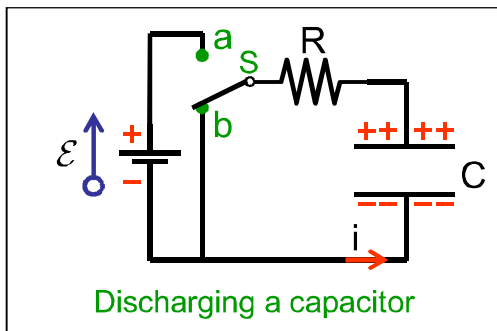 a
S
R
b
ℰ
+
−
++ ++
−− −−
C
i
Discharging a capacitor